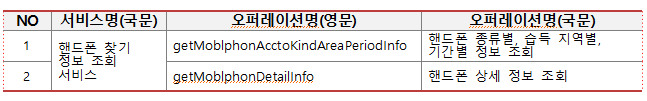 NO 서비스명(국문) 오퍼레이션명(영문) 오퍼레이션명(국문)
1 핸드폰 찾기 정보 조회 서비스 getMoblphonAcctoKindAreaPeriodInfo 핸드폰 종류별, 습득 지역별, 기간별 정보 조회
2 getMoblphonDetailInfo 핸드폰 상세 정보 조회